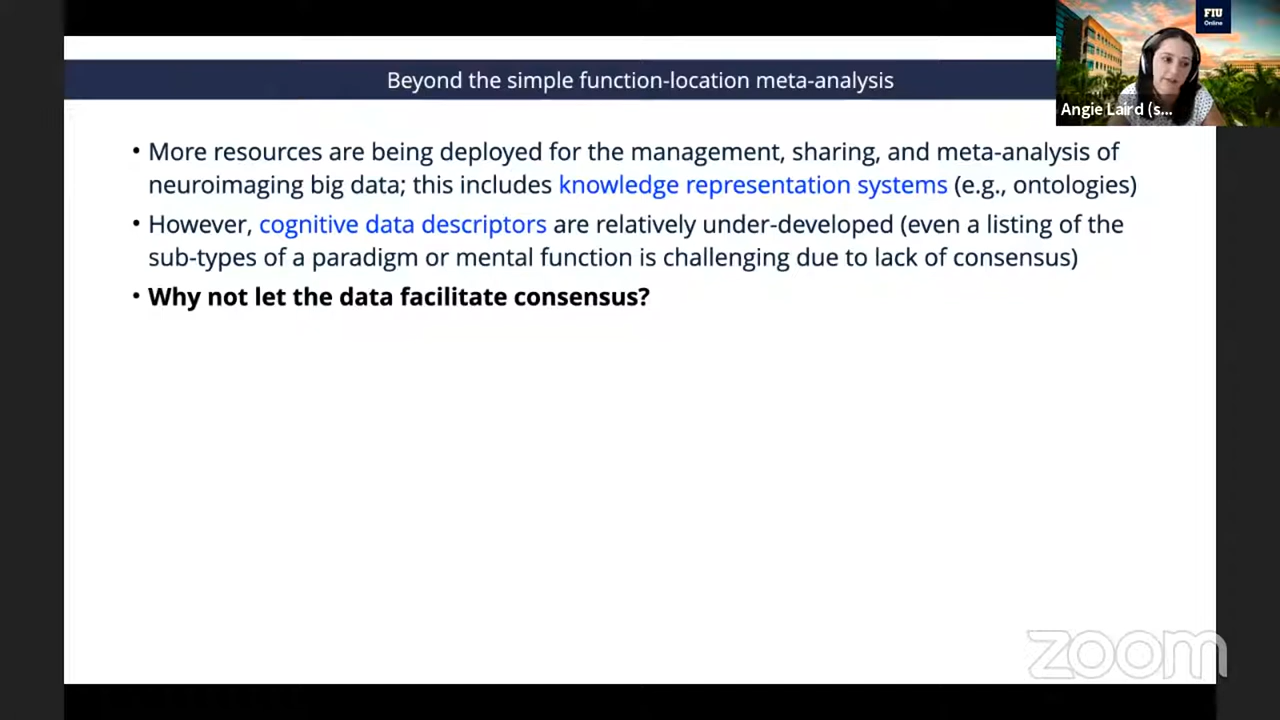 Beyond the simple function-location meta-analysis
FIU
Online
Angie Laird (s...
• More resources are being deployed for the management, sharing, and meta-analysis of
neuroimaging big data; this includes knowledge representation systems (e.g., ontologies)
• However, cognitive data descriptors are relatively under-developed (even a listing of the
sub-types of a paradigm or mental function is challenging due to lack of consensus)
• Why not let the data facilitate consensus?
zoom